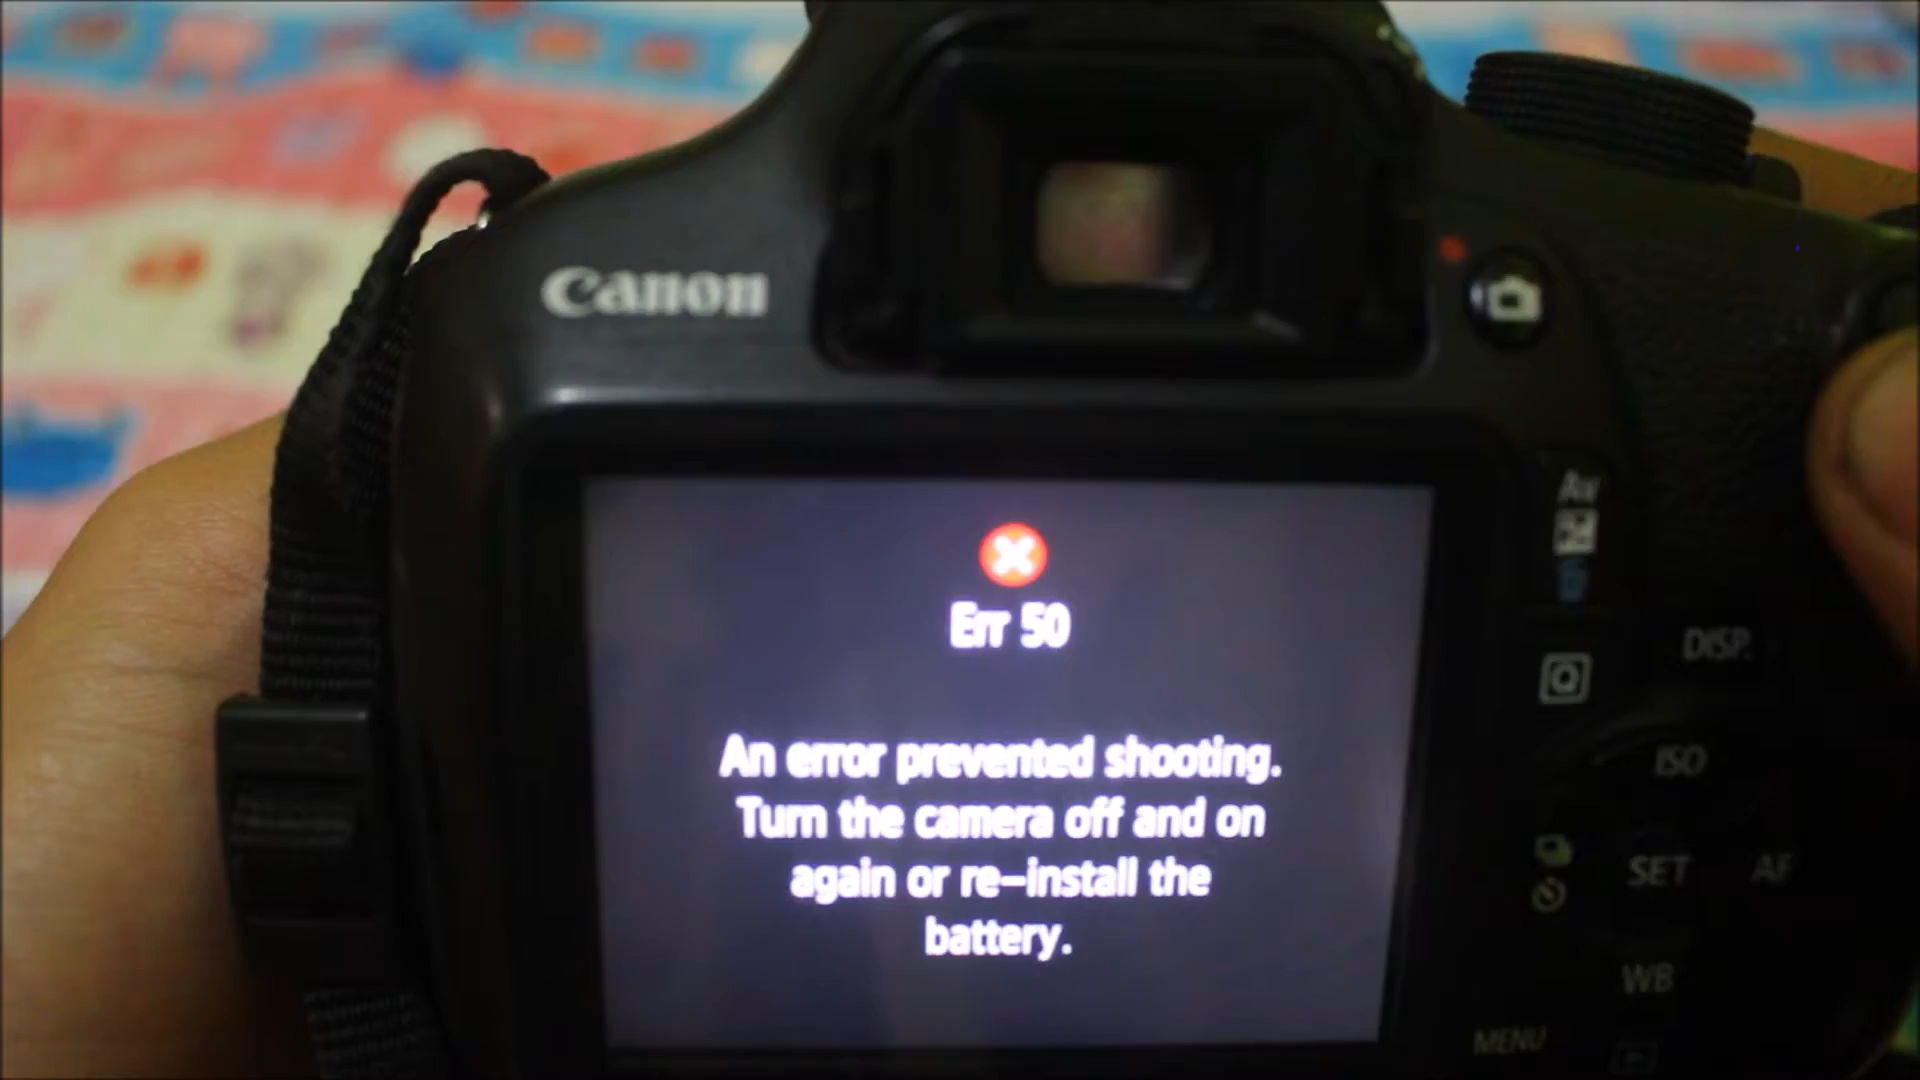 Canon
Err 50
An error prevented shooting.
Turn the camera off and on
again or re-install the
battery.
Av
Q
DISP.
ISO
SET
AF
WB
MENU